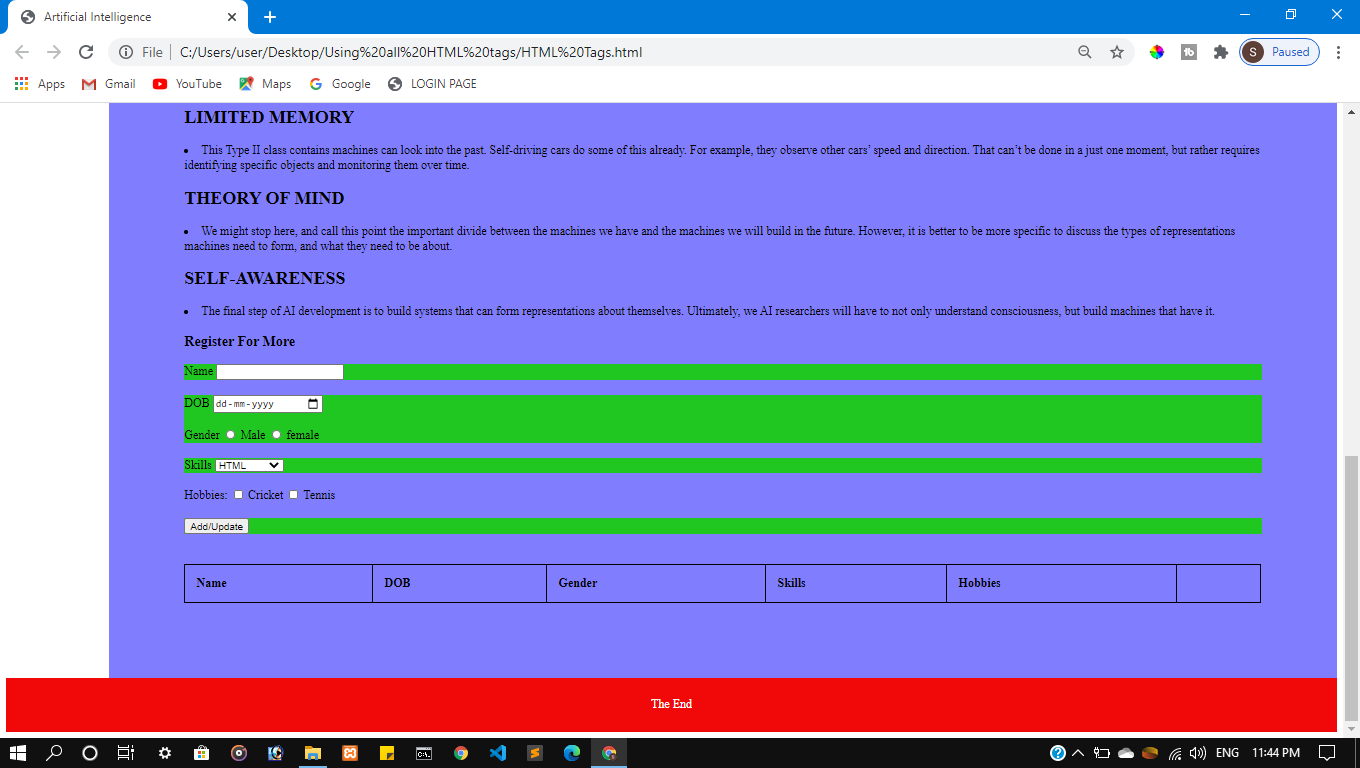 Artificial Intelligence
File
C:/Users/user/Desktop/Using%20all%20HTML%20tags/HTML%20Tags.html
S Paused
Apps Gmail YouTube Maps Google LOGIN PAGE
LIMITED MEMORY
• This Type II class contains machines can look into the past. Self-driving cars do some of this already. For example, they observe other cars’ speed and direction. That can’t be done in a just one moment, but rather requires
identifying specific objects and monitoring them over time.
THEORY OF MIND
• We might stop here, and call this point the important divide between the machines we have and the machines we will build in the future. However, it is better to be more specific to discuss the types of representations
machines need to form, and what they need to be about.
SELF-AWARENESS
• The final step of AI development is to build systems that can form representations about themselves. Ultimately, we AI researchers will have to not only understand consciousness, but build machines that have it.
Register For More
Name
DOB dd-mm-yyyy
Gender Male female
Skills HTML
Hobbies: Cricket Tennis
Add/Update
Name DOB Gender Skills Hobbies
The End
ENG 11:44 PM